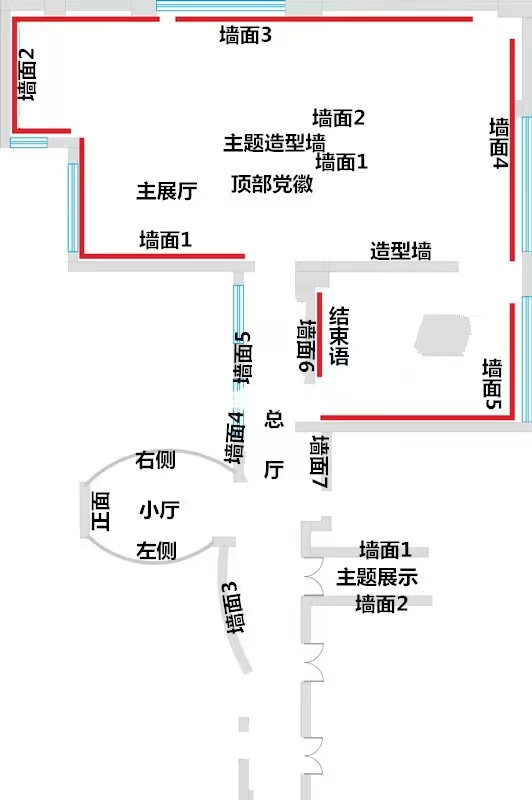 墙面3
墙面2
墙面2
主题造型墙
墙面1
墙面4
主展厅
顶部党徽
墙面1
造型墙
墙面5
墙面6
结束语
墙面5
墙面4
总厅
墙面7
右侧
正面
小厅
左侧
墙面1
主题展示
墙面2
墙面3